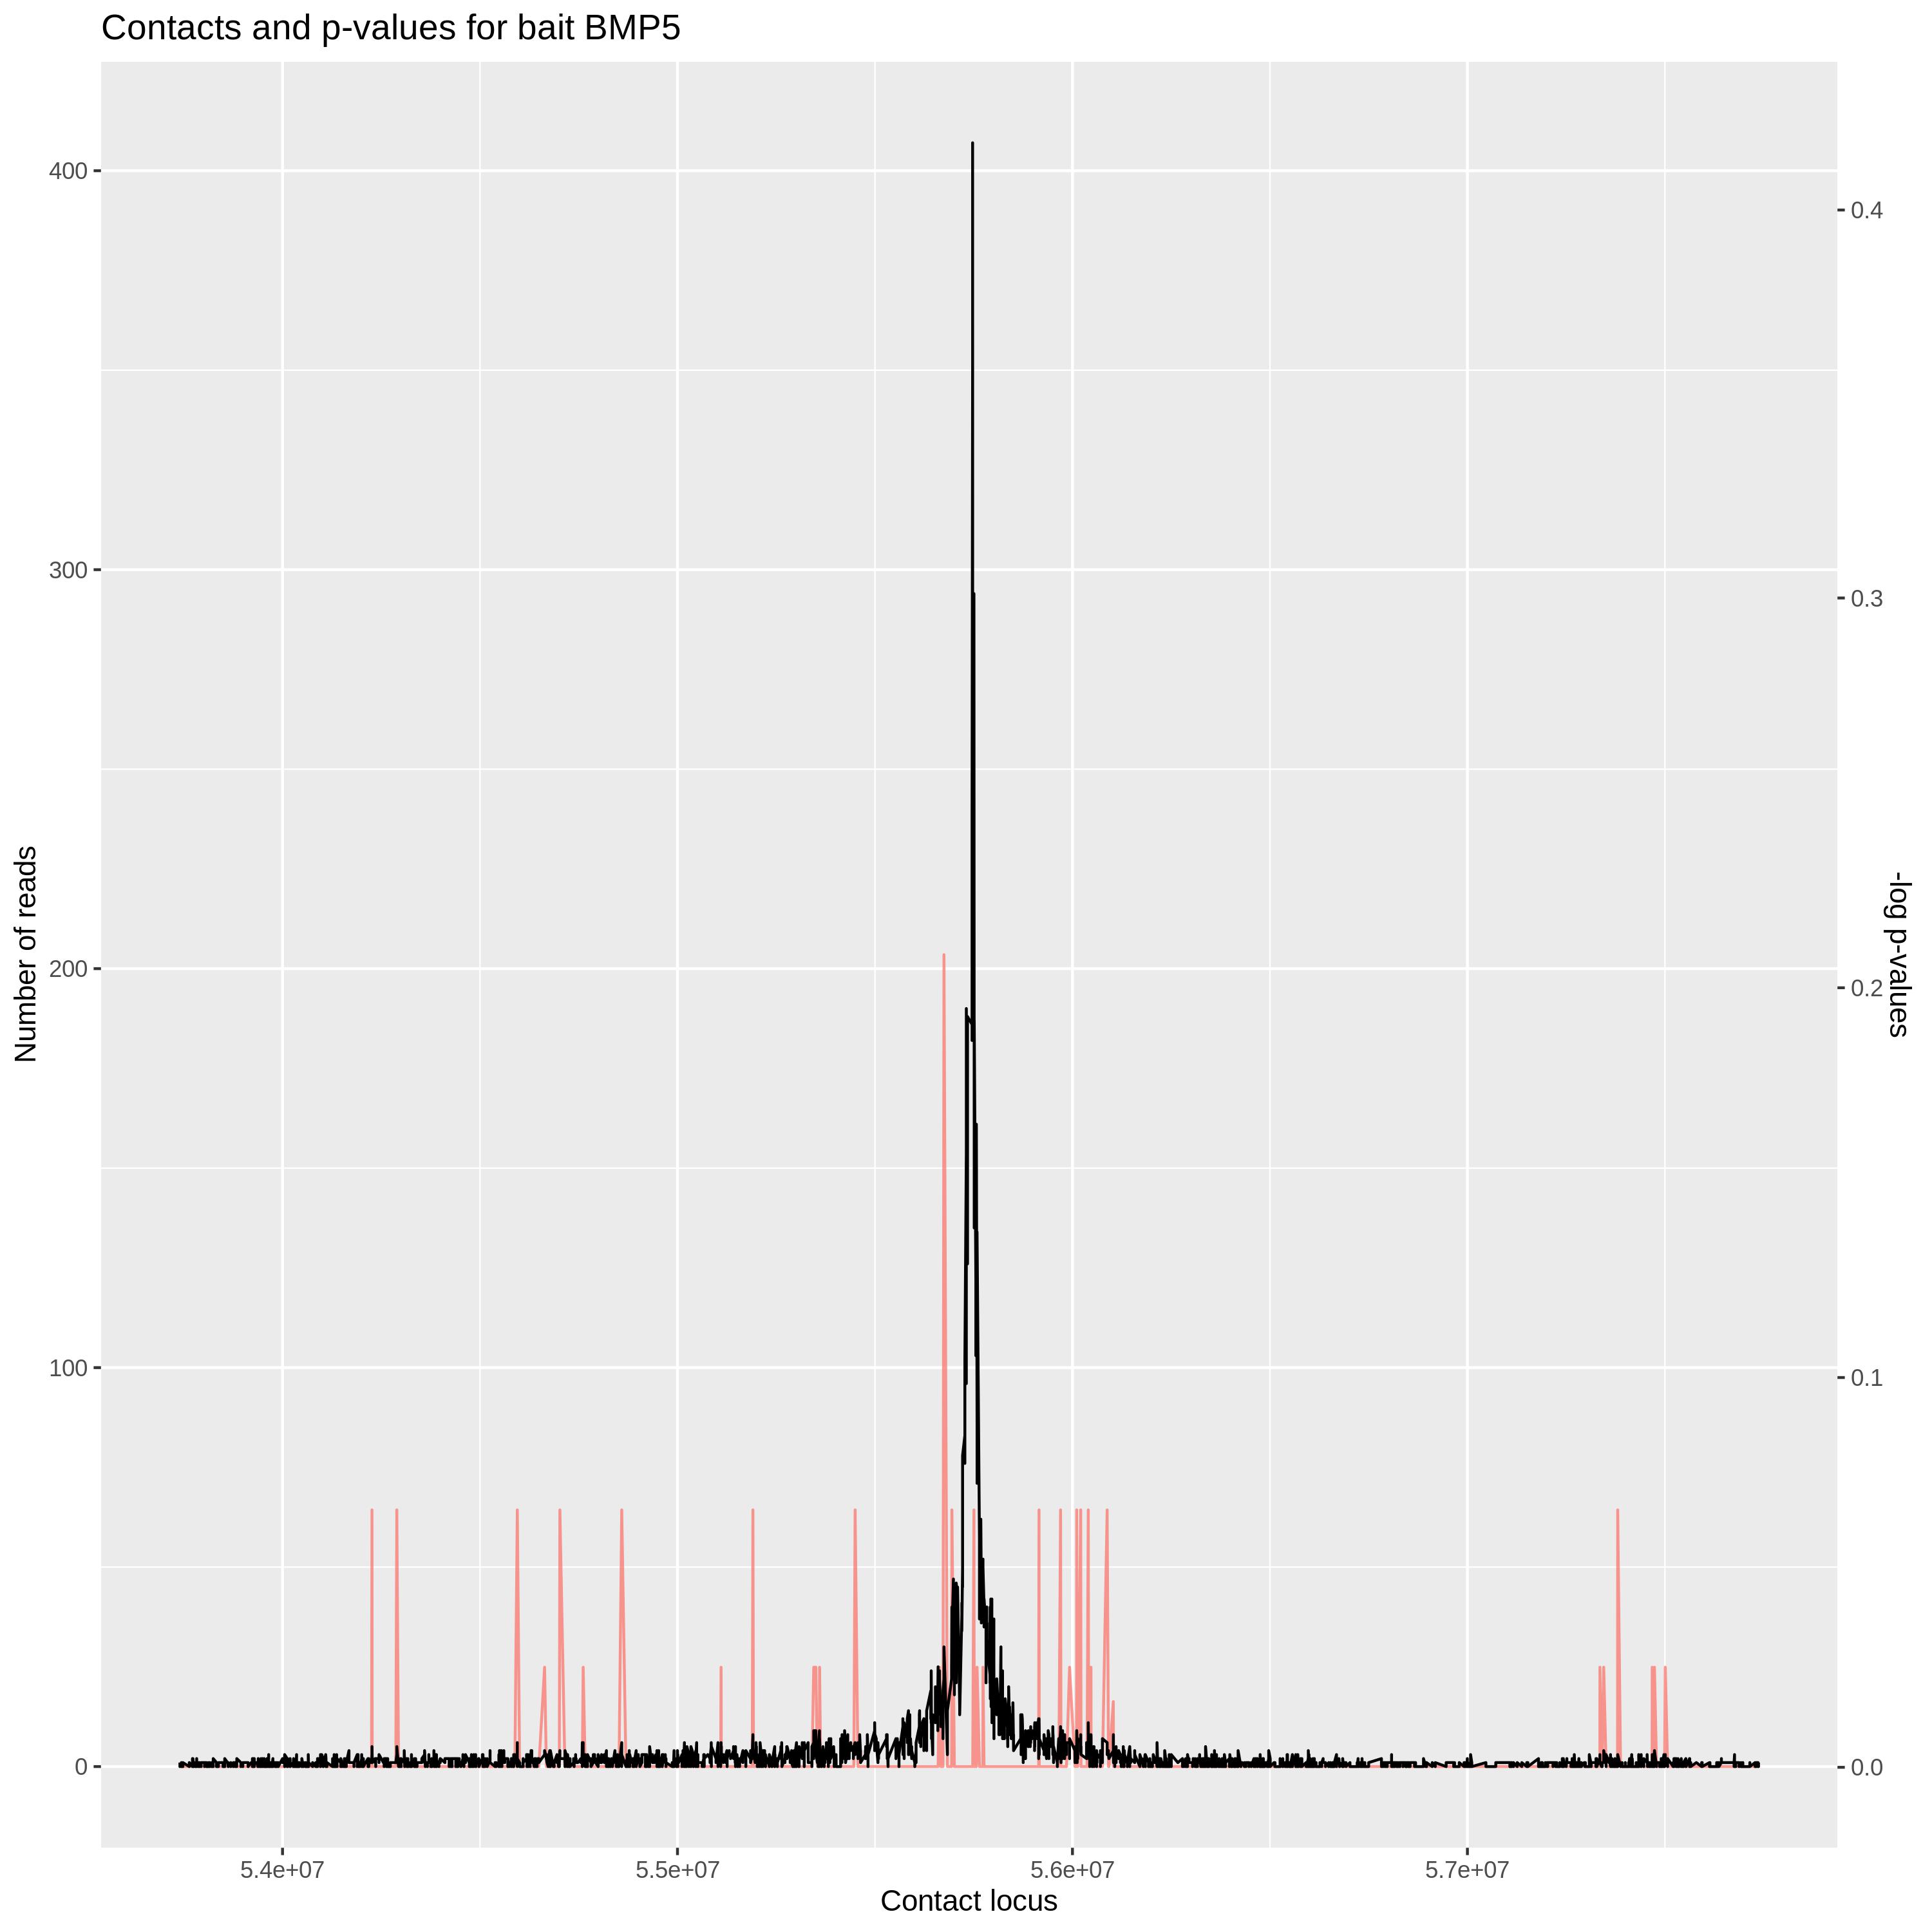 Contacts and p-values for bait BMP5
400
300
200
100
0
Number of reads
0.4
0.3
0.2
0.1
0.0
-log p-values
5.4e+07
5.5e+07
5.6e+07
5.7e+07
Contact locus